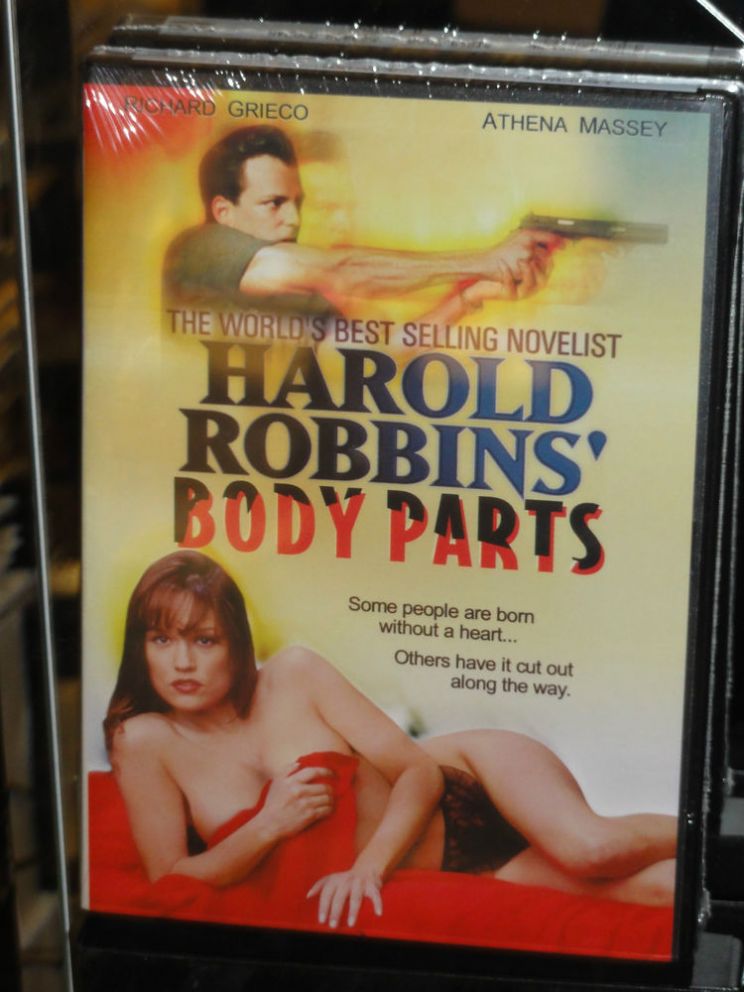 RICHARD GRIECO
ATHENA MASSEY
THE WORLD'S BEST SELLING NOVELIST
HAROLD
ROBBINS'
BODY PARTS
Some people are born
without a heart...
Others have it cut out
along the way.